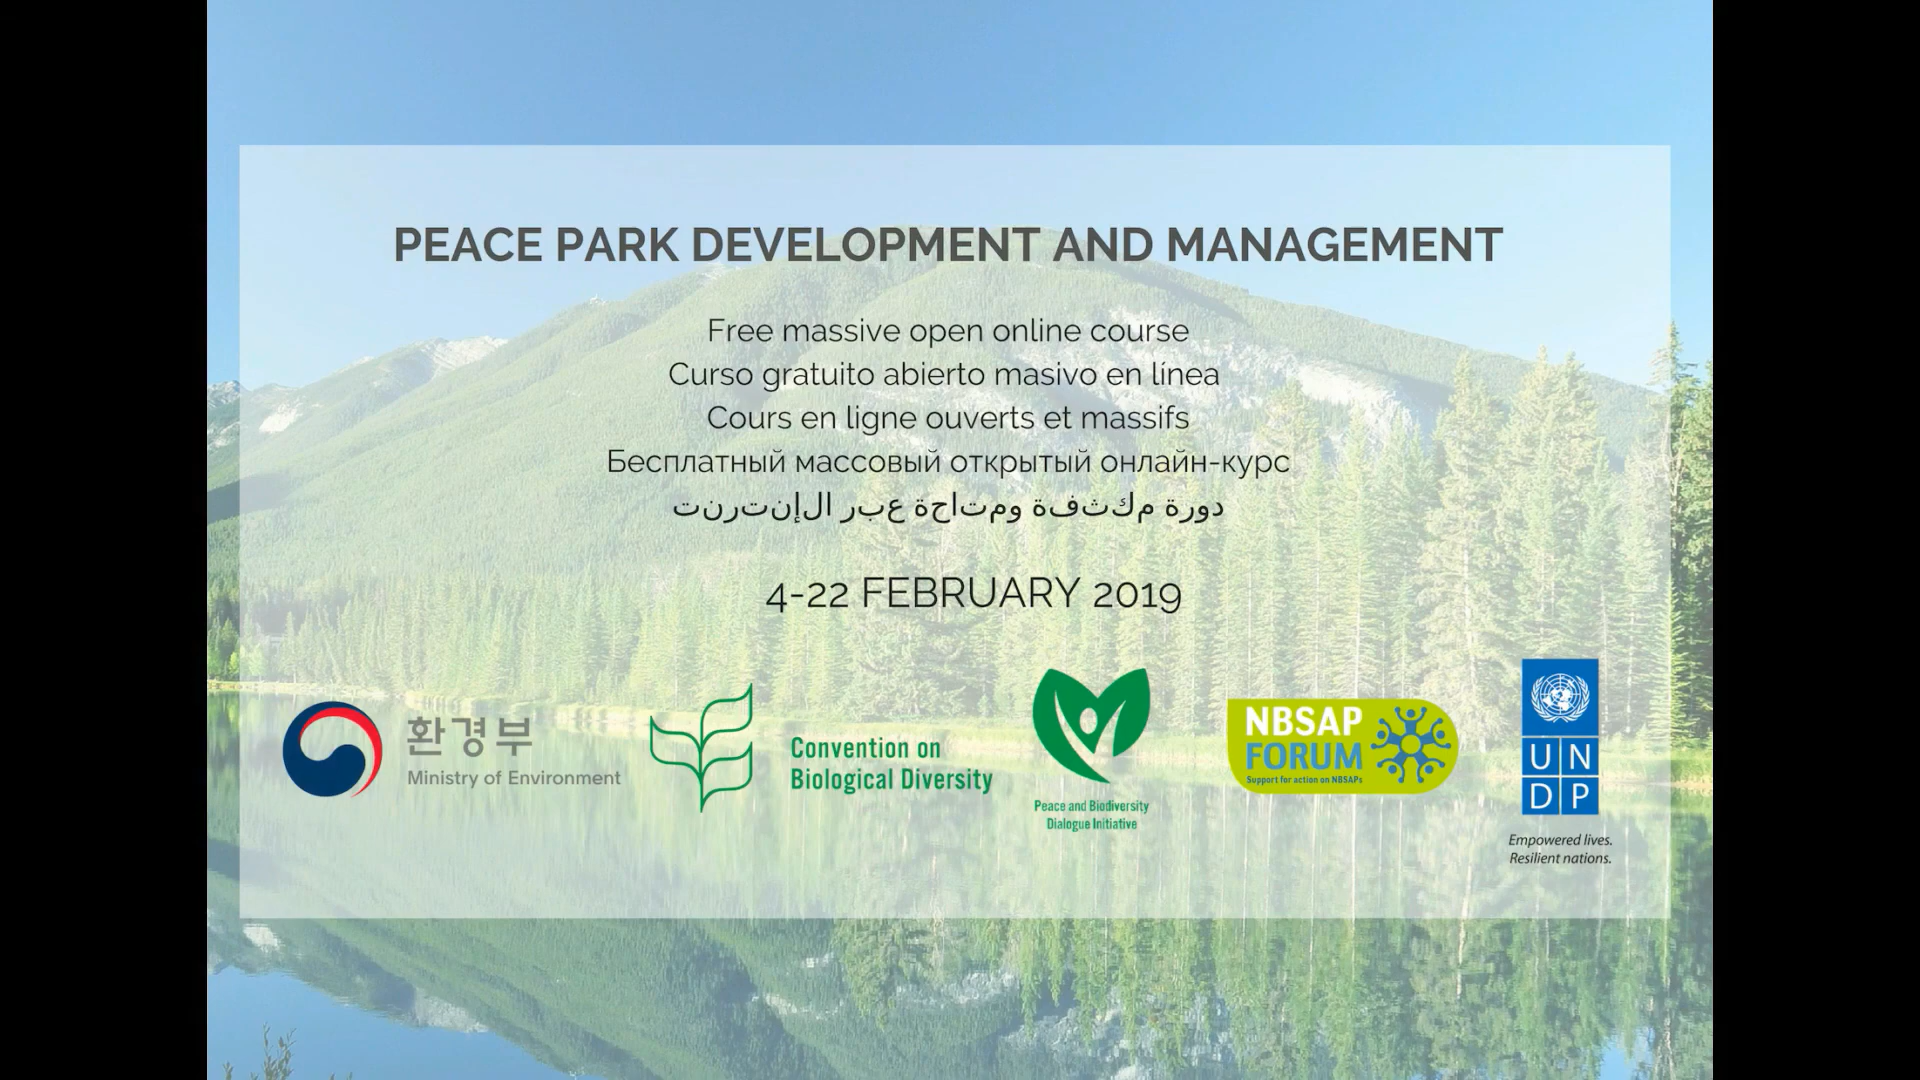 PEACE PARK DEVELOPMENT AND MANAGEMENT
Free massive open online course
Curso gratuito abierto masivo en línea
Cours en ligne ouverts et massifs
Бесплатный массовый открытый онлайн-курс
دورة مكثفة ومتاحة عبر الإنترنت
4-22 FEBRUARY 2019
환경부
Ministry of Environment
Convention on
Biological Diversity
Peace and Biodiversity
Dialogue Initiative
NBSAP
FORUM
Support for action on NBSAPs
UN
DP
Empowered lives.
Resilient nations.